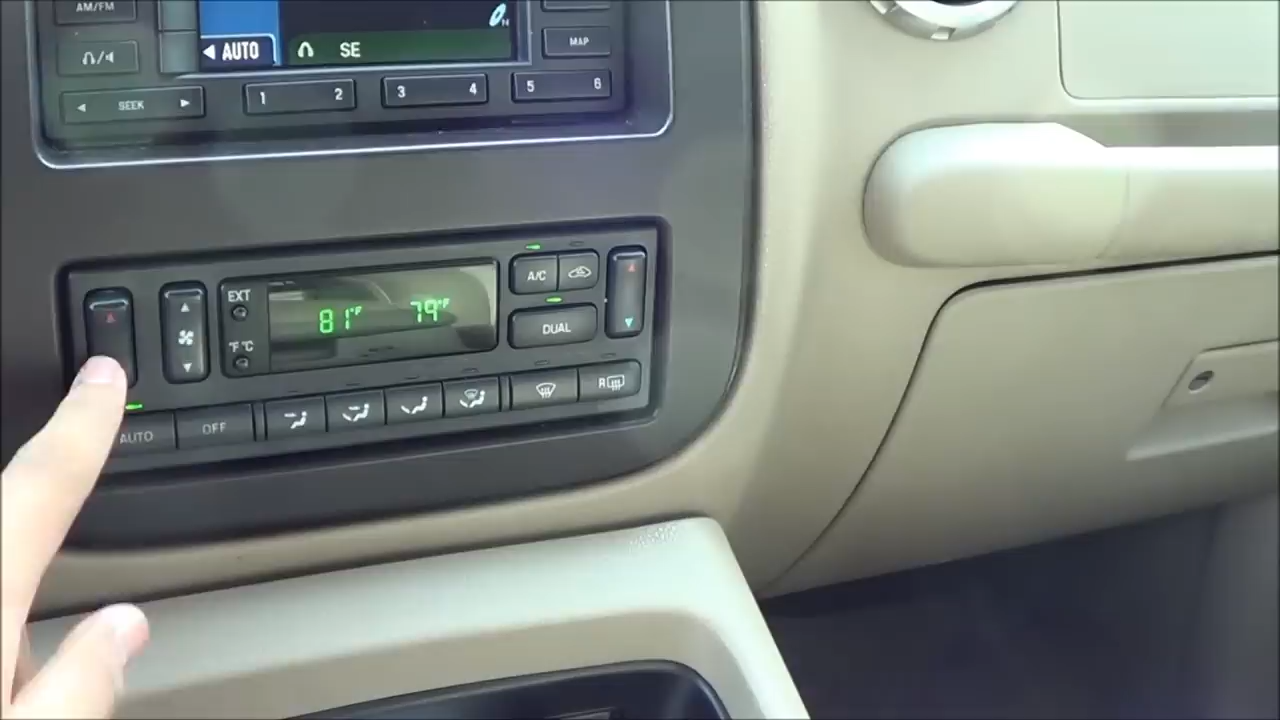 AM/FM
AUTO
SE
MAP
SEEK
1 2
3 4
5 6
EXT
81°F 79°F
A/C
°F °C
DUAL
AUTO
OFF
R